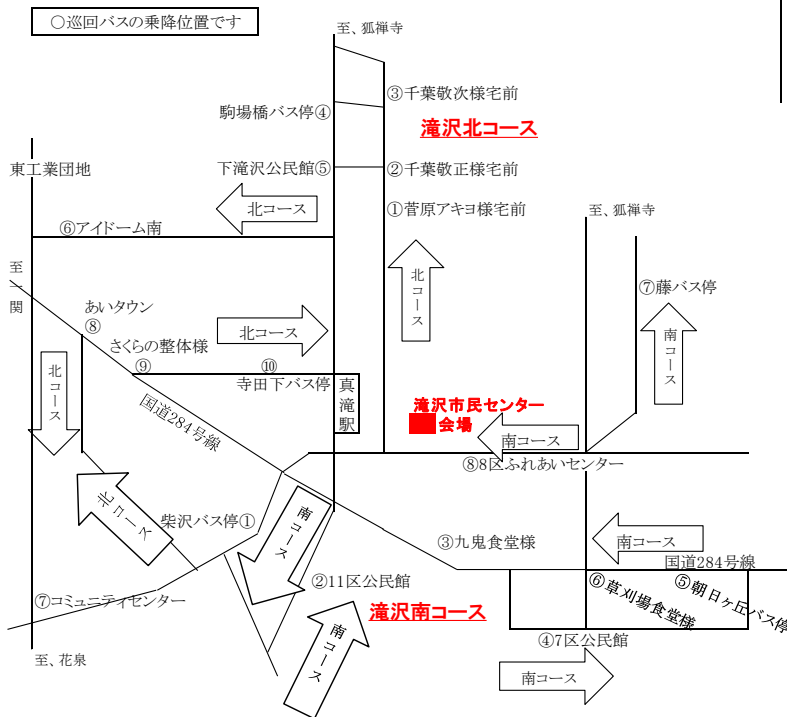 ○巡回バスの乗降位置です
至、狐禅寺
③千葉敬次様宅前
駒場橋バス停④
滝沢北コース
東工業団地
下滝沢公民館⑤
②千葉敬正様宅前
北コース
①菅原アキヨ様宅前
至、狐禅寺
⑥アイドーム南
至一関
北コース
⑦藤バス停
あいタウン
⑧
北コース
南コース
さくらの整体様
⑨
⑩
寺田下バス停
真滝駅
北コース
国道284号線
滝沢市民センター
会場
南コース
⑧8区ふれあいセンター
北コース
柴沢バス停①
南コース
③九鬼食堂様
南コース
国道284号線
②11区公民館
⑥草刈場食堂様
⑤朝日ヶ丘バス停
⑦コミュニティセンター
滝沢南コース
南コース
④7区公民館
至、花泉
南コース